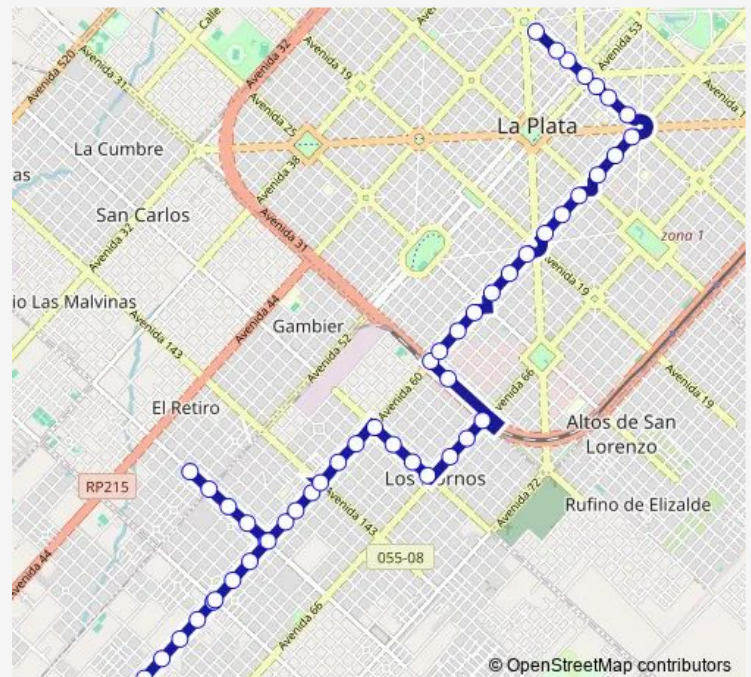 Avenida 32
Avenida 53
Calle
Avenida 31
Avenida 19
Avenida 520
Avenida 25
Avenida 1
La Plata
La Cumbre
Avenida 38
as
San Carlos
Avenida 32
Avenida 31
zona 1
Avenida 19
io Las Malvinas
Avenida 44
Gambier
Avenida 52
Avenida 143
Avenida 60
Avenida 66
Avenida 19
El Retiro
Altos de San
Lorenzo
RP215
Avenida 72
Rufino de Elizalde
Avenida 143
055-08
Avenida 66
© OpenStreetMap contributors